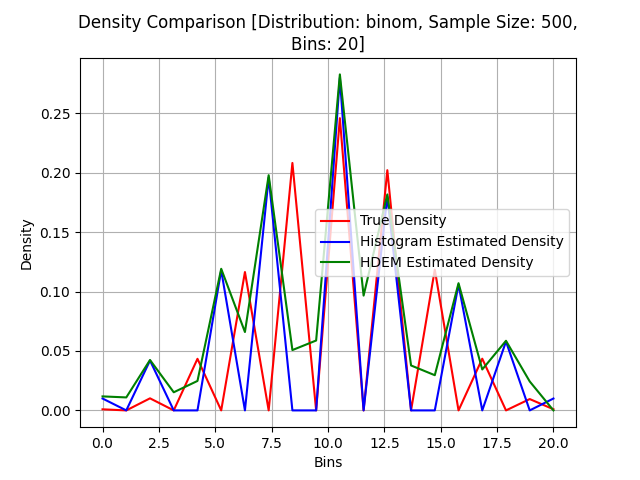 Density Comparison [Distribution: binom, Sample Size: 500,
Bins: 20]
Density
0.25
0.20
0.15
0.10
0.05
0.00
True Density
Histogram Estimated Density
HDEM Estimated Density
0.0 2.5 5.0 7.5 10.0 12.5 15.0 17.5 20.0
Bins